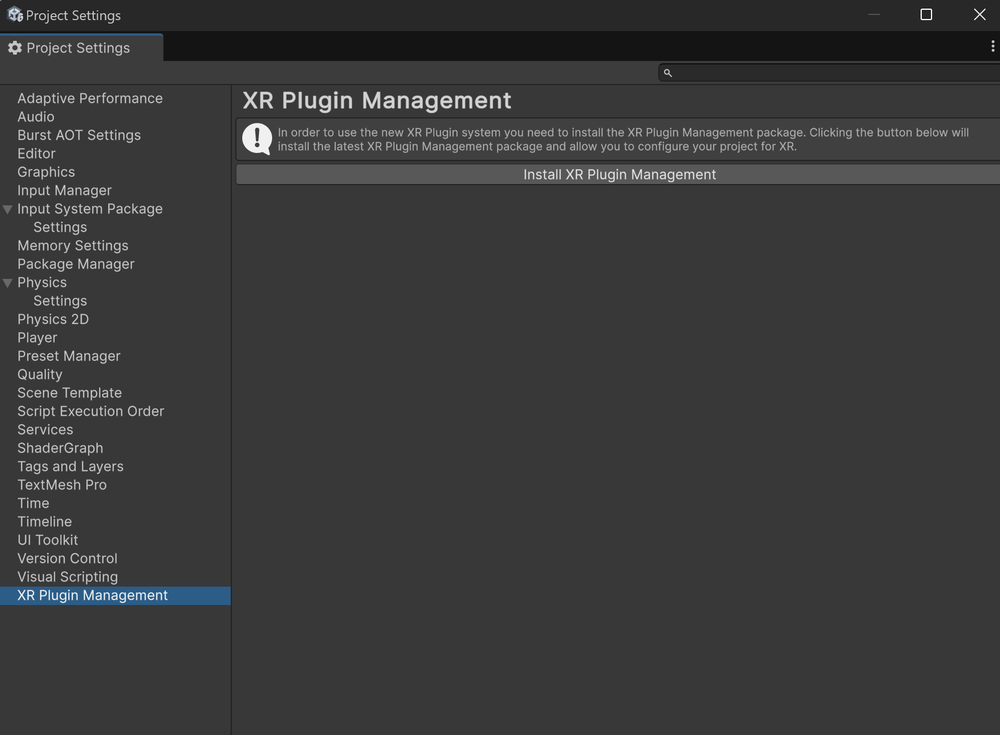 Project Settings
Project Settings
Adaptive Performance
Audio
Burst AOT Settings
Editor
Graphics
Input Manager
Input System Package
Settings
Memory Settings
Package Manager
Physics
Settings
Physics 2D
Player
Preset Manager
Quality
Scene Template
Script Execution Order
Services
ShaderGraph
Tags and Layers
TextMesh Pro
Time
Timeline
UI Toolkit
Version Control
Visual Scripting
XR Plugin Management
XR Plugin Management
In order to use the new XR Plugin system you need to install the XR Plugin Management package. Clicking the button below will
install the latest XR Plugin Management package and allow you to configure your project for XR.
Install XR Plugin Management